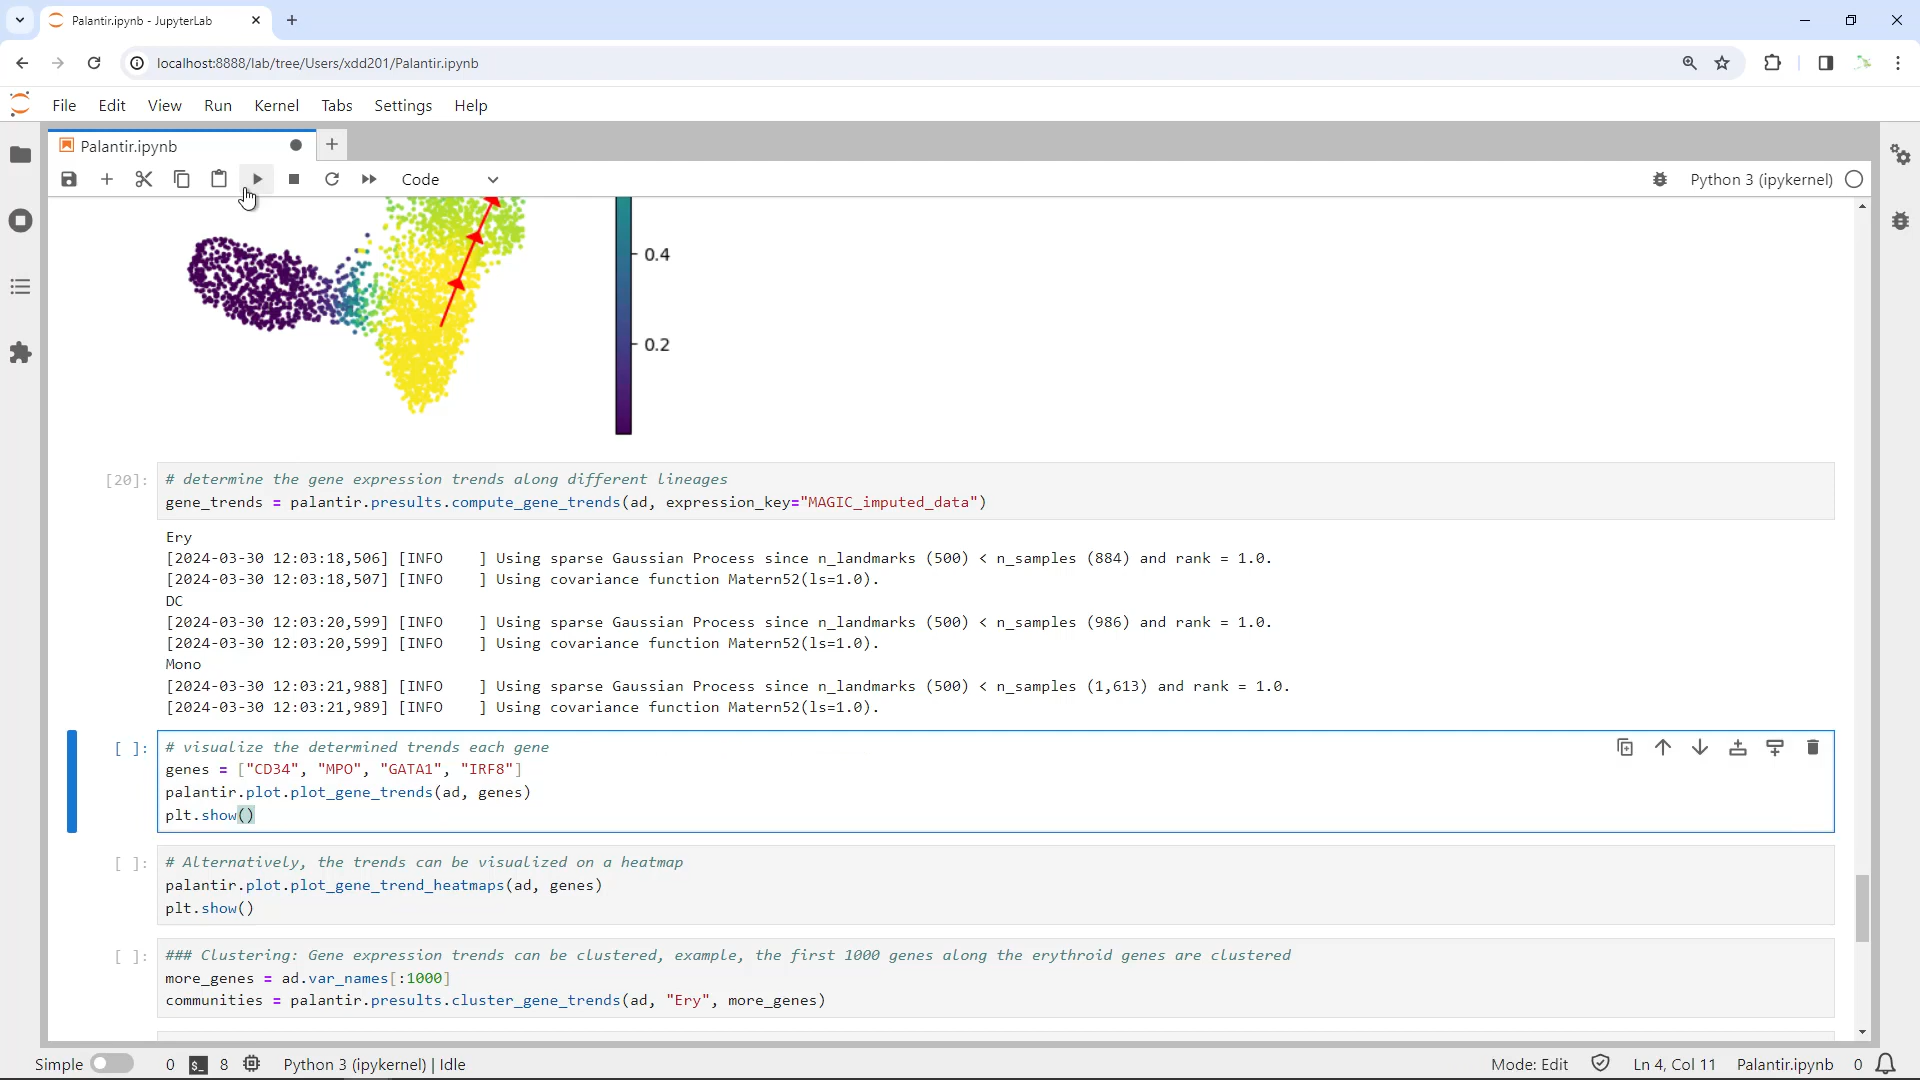 Palantir.ipynb - JupyterLab
localhost:8888/lab/tree/Users/xdd201/Palantir.ipynb
File Edit View Run Kernel Tabs Settings Help
Palantir.ipynb
Code
Python 3 (ipykernel)
0.4
0.2
[20]:
# determine the gene expression trends along different lineages
gene_trends = palantir.presults.compute_gene_trends(ad, expression_key="MAGIC_imputed_data")
Ery
[2024-03-30 12:03:18,506] [INFO    ] Using sparse Gaussian Process since n_landmarks (500) < n_samples (884) and rank = 1.0.
[2024-03-30 12:03:18,507] [INFO    ] Using covariance function Matern52(ls=1.0).
DC
[2024-03-30 12:03:20,599] [INFO    ] Using sparse Gaussian Process since n_landmarks (500) < n_samples (986) and rank = 1.0.
[2024-03-30 12:03:20,599] [INFO    ] Using covariance function Matern52(ls=1.0).
Mono
[2024-03-30 12:03:21,988] [INFO    ] Using sparse Gaussian Process since n_landmarks (500) < n_samples (1,613) and rank = 1.0.
[2024-03-30 12:03:21,989] [INFO    ] Using covariance function Matern52(ls=1.0).
[ ]:
# visualize the determined trends each gene
genes = ["CD34", "MPO", "GATA1", "IRF8"]
palantir.plot.plot_gene_trends(ad, genes)
plt.show()
[ ]:
# Alternatively, the trends can be visualized on a heatmap
palantir.plot.plot_gene_trend_heatmaps(ad, genes)
plt.show()
[ ]:
### Clustering: Gene expression trends can be clustered, example, the first 1000 genes along the erythroid genes are clustered
more_genes = ad.var_names[:1000]
communities = palantir.presults.cluster_gene_trends(ad, "Ery", more_genes)
Simple 0 $_ 8 Python 3 (ipykernel) | Idle
Mode: Edit Ln 4, Col 11 Palantir.ipynb 0